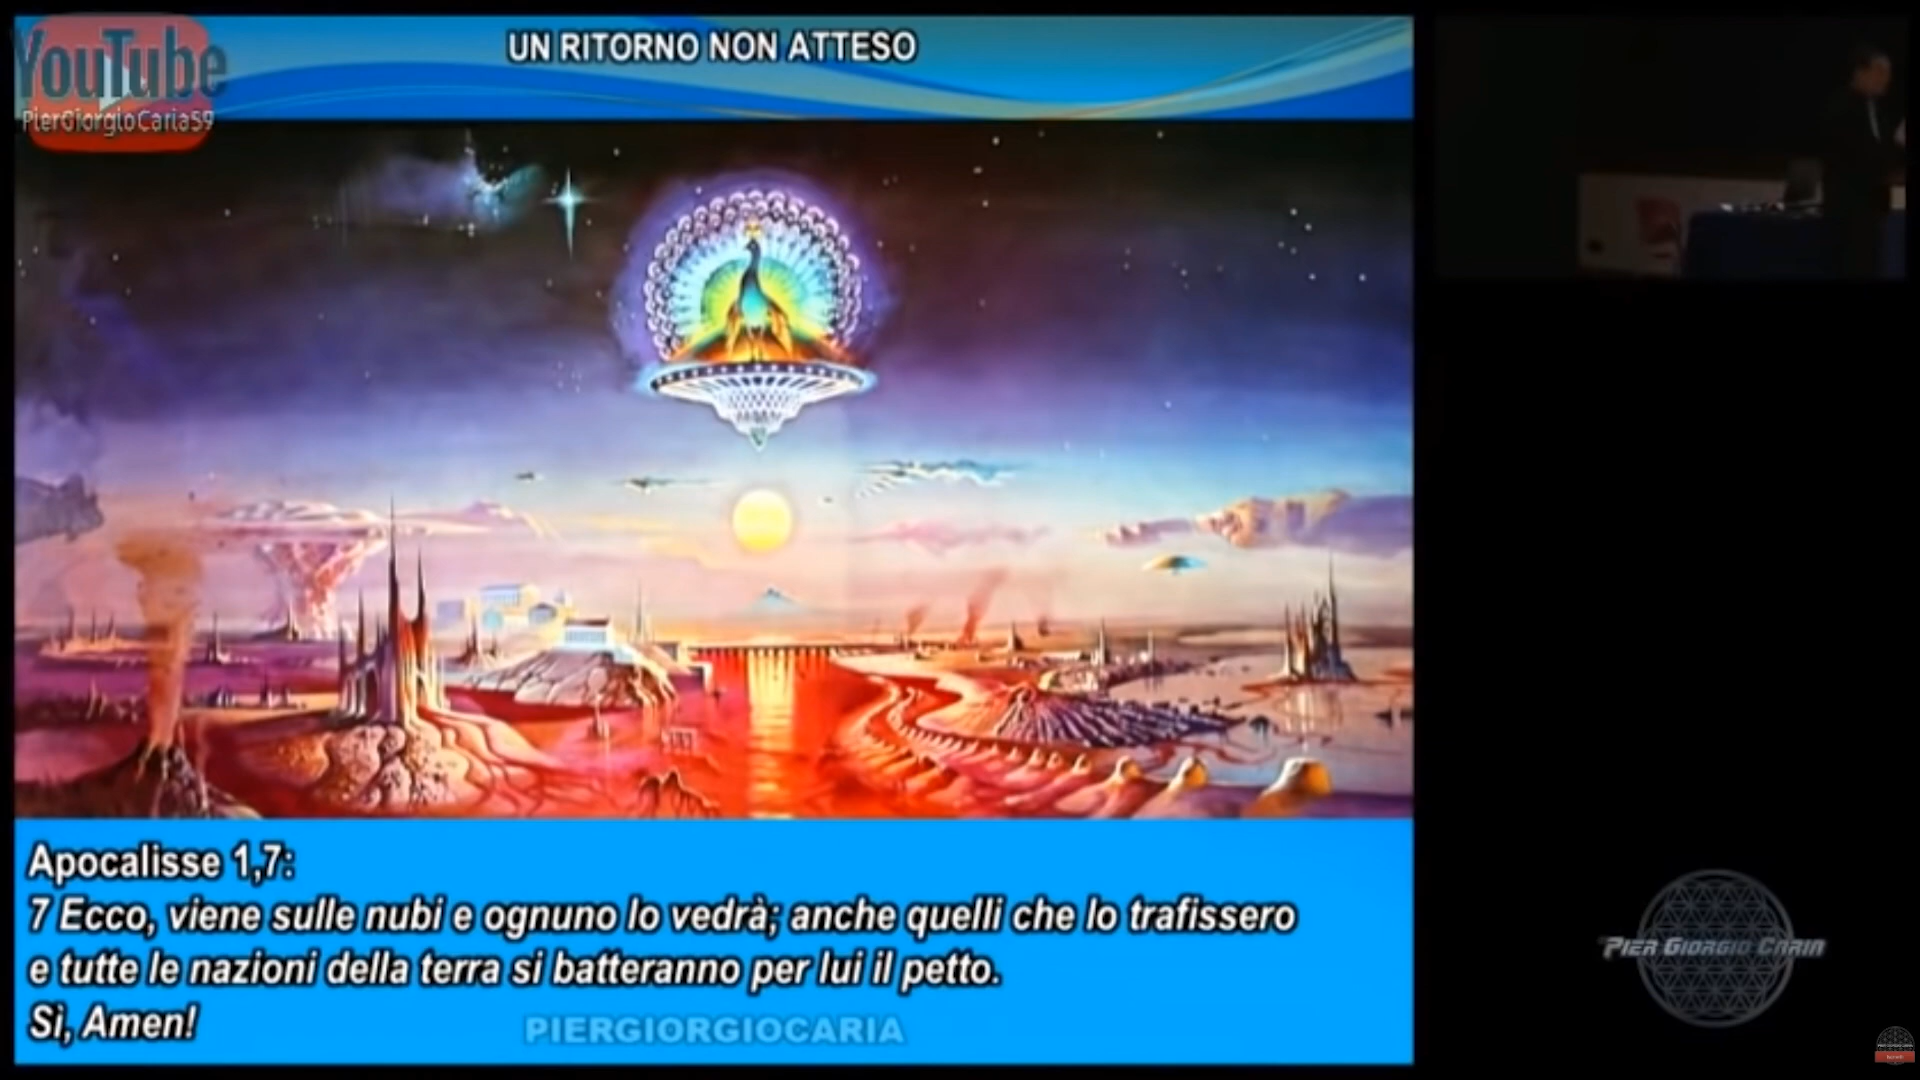 UN RITORNO NON ATTESO
YouTube
PierGiorgioCaria59
Apocalisse 1,7:
7 Ecco, viene sulle nubi e ognuno lo vedrà; anche quelli che lo trafissero
e tutte le nazioni della terra si batteranno per lui il petto.
Sì, Amen!
PIERGIORGIOCARIA
PIER GIORGIO CARIA